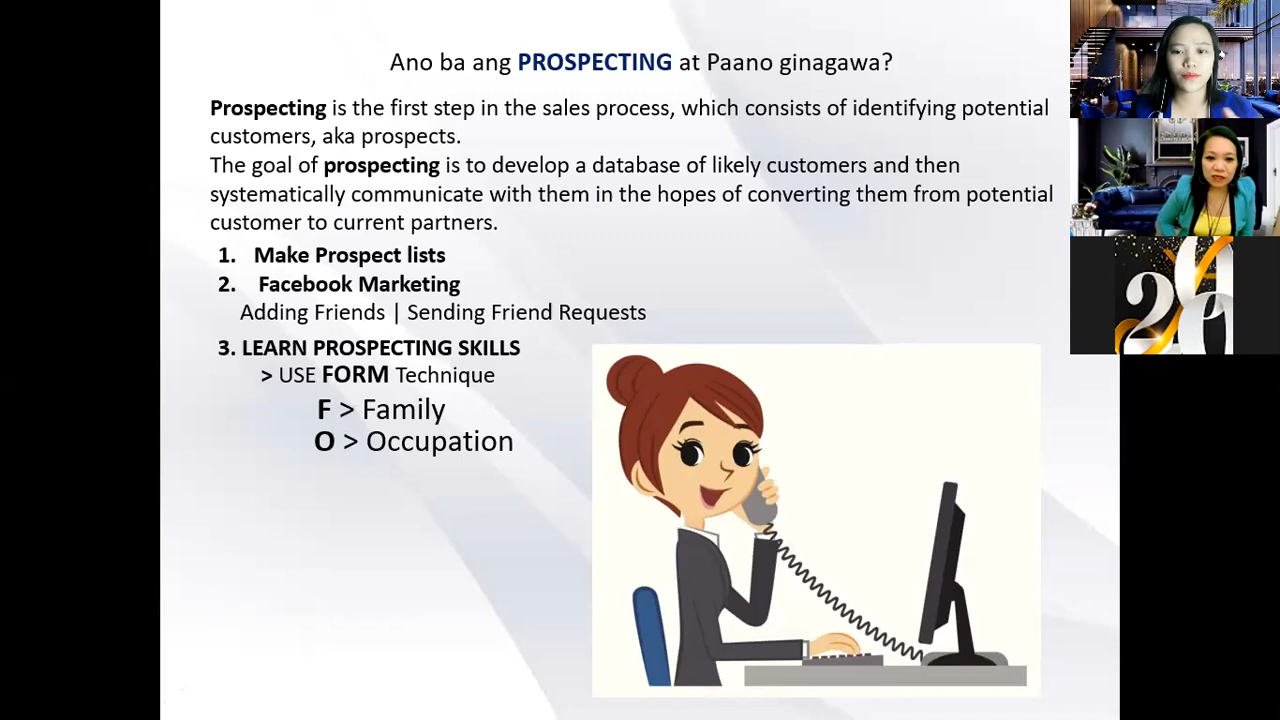 Ano ba ang PROSPECTING at Paano ginagawa?
Prospecting is the first step in the sales process, which consists of identifying potential
customers, aka prospects.
The goal of prospecting is to develop a database of likely customers and then
systematically communicate with them in the hopes of converting them from potential
customer to current partners.
1. Make Prospect lists
2. Facebook Marketing
Adding Friends | Sending Friend Requests
3. LEARN PROSPECTING SKILLS
> USE FORM Technique
F > Family
O > Occupation